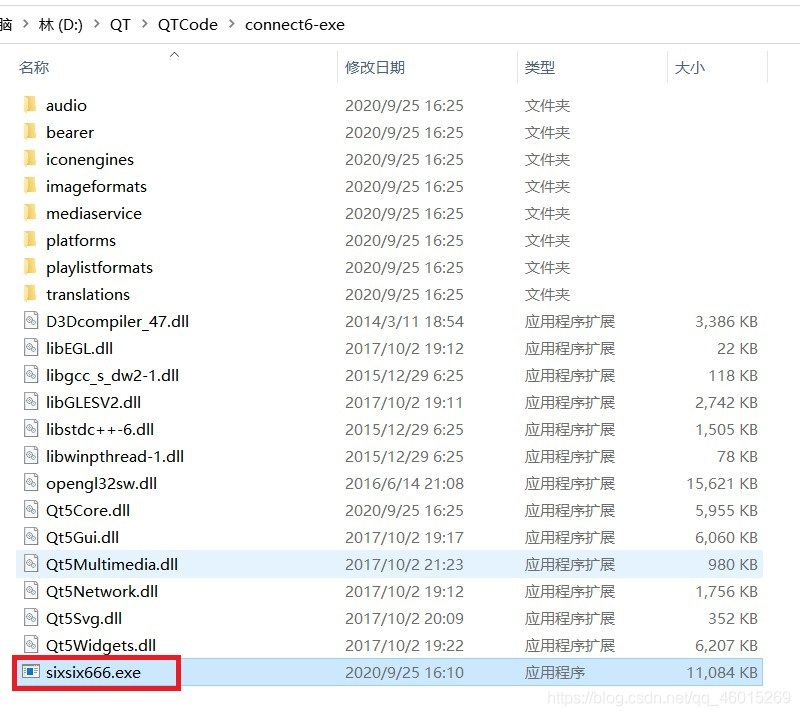 脑 > 林 (D:) > QT > QTCode > connect6-exe
名称 修改日期 类型 大小
audio 2020/9/25 16:25 文件夹
bearer 2020/9/25 16:25 文件夹
iconengines 2020/9/25 16:25 文件夹
imageformats 2020/9/25 16:25 文件夹
mediaservice 2020/9/25 16:25 文件夹
platforms 2020/9/25 16:25 文件夹
playlistformats 2020/9/25 16:25 文件夹
translations 2020/9/25 16:25 文件夹
D3Dcompiler_47.dll 2014/3/11 18:54 应用程序扩展 3,386 KB
libEGL.dll 2017/10/2 19:12 应用程序扩展 22 KB
libgcc_s_dw2-1.dll 2015/12/29 6:25 应用程序扩展 118 KB
libGLESV2.dll 2017/10/2 19:11 应用程序扩展 2,742 KB
libstdc++-6.dll 2015/12/29 6:25 应用程序扩展 1,505 KB
libwinpthread-1.dll 2015/12/29 6:25 应用程序扩展 78 KB
opengl32sw.dll 2016/6/14 21:08 应用程序扩展 15,621 KB
Qt5Core.dll 2020/9/25 16:25 应用程序扩展 5,955 KB
Qt5Gui.dll 2017/10/2 19:17 应用程序扩展 6,060 KB
Qt5Multimedia.dll 2017/10/2 21:23 应用程序扩展 980 KB
Qt5Network.dll 2017/10/2 19:12 应用程序扩展 1,756 KB
Qt5Svg.dll 2017/10/2 20:09 应用程序扩展 352 KB
Qt5Widgets.dll 2017/10/2 19:22 应用程序扩展 6,207 KB
sixsix666.exe 2020/9/25 16:10 应用程序 11,084 KB
https://blog.csdn.net/qq_46015269